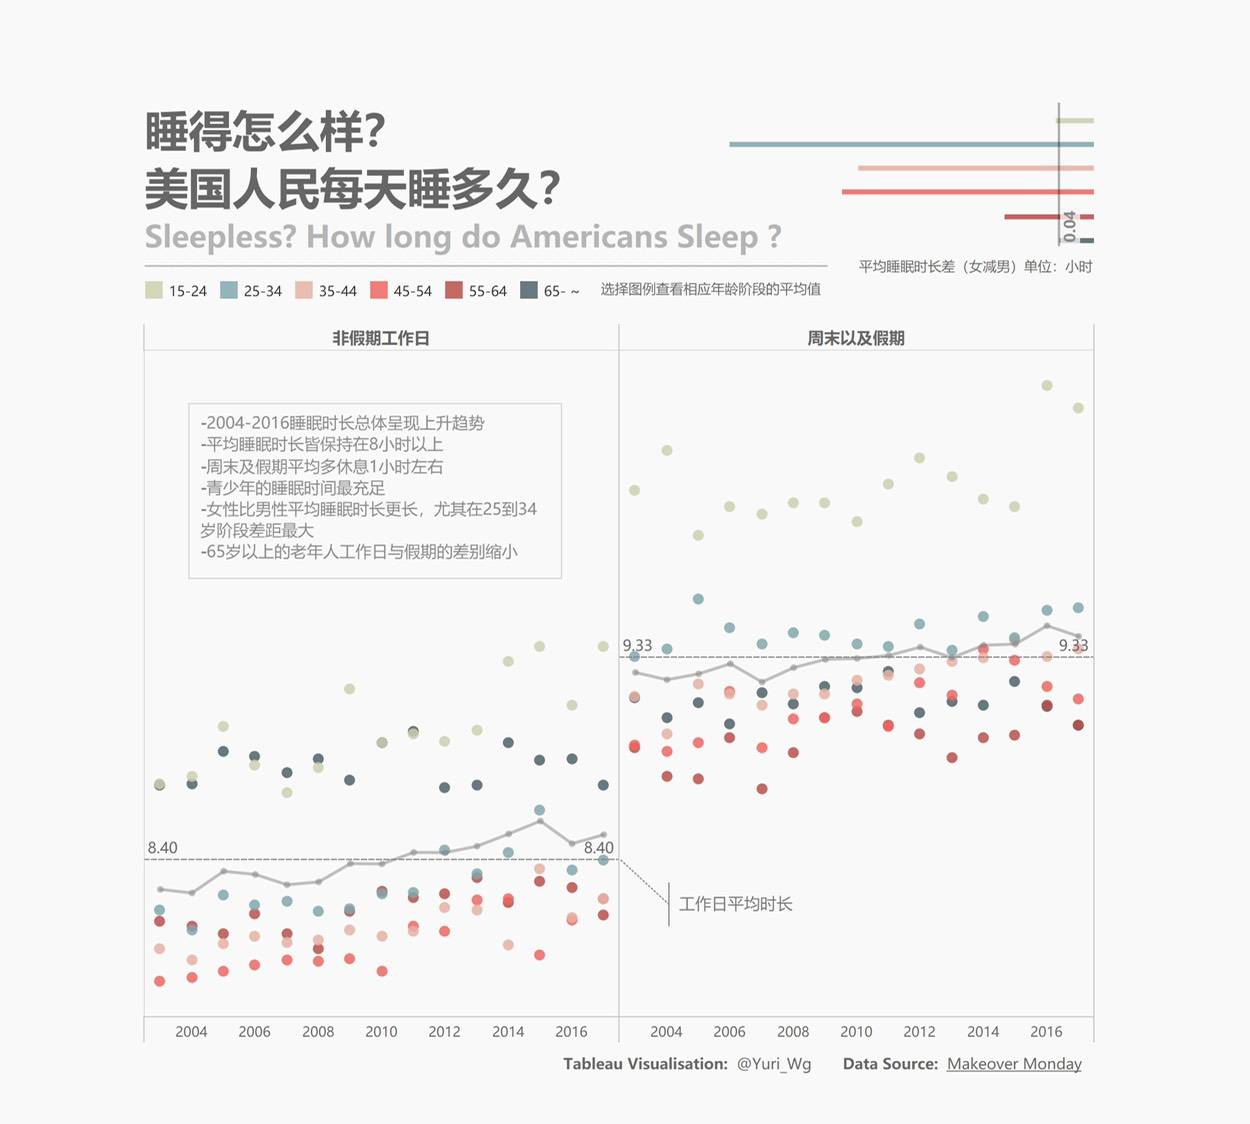 睡得怎么样？
美国人民每天睡多久？
Sleepless? How long do Americans Sleep ?
0.04
平均睡眠时长差（女减男）单位：小时
15-24 25-34 35-44 45-54 55-64 65- ~ 选择图例查看相应年龄阶段的平均值
非假期工作日 周末以及假期
-2004-2016睡眠时长总体呈现上升趋势
-平均睡眠时长皆保持在8小时以上
-周末及假期平均多休息1小时左右
-青少年的睡眠时间最充足
-女性比男性平均睡眠时长更长，尤其在25到34
岁阶段差距最大
-65岁以上的老年人工作日与假期的差别缩小
9.33 9.33
8.40 8.40
工作日平均时长
2004 2006 2008 2010 2012 2014 2016 2004 2006 2008 2010 2012 2014 2016
Tableau Visualisation: @Yuri_Wg Data Source: Makeover Monday